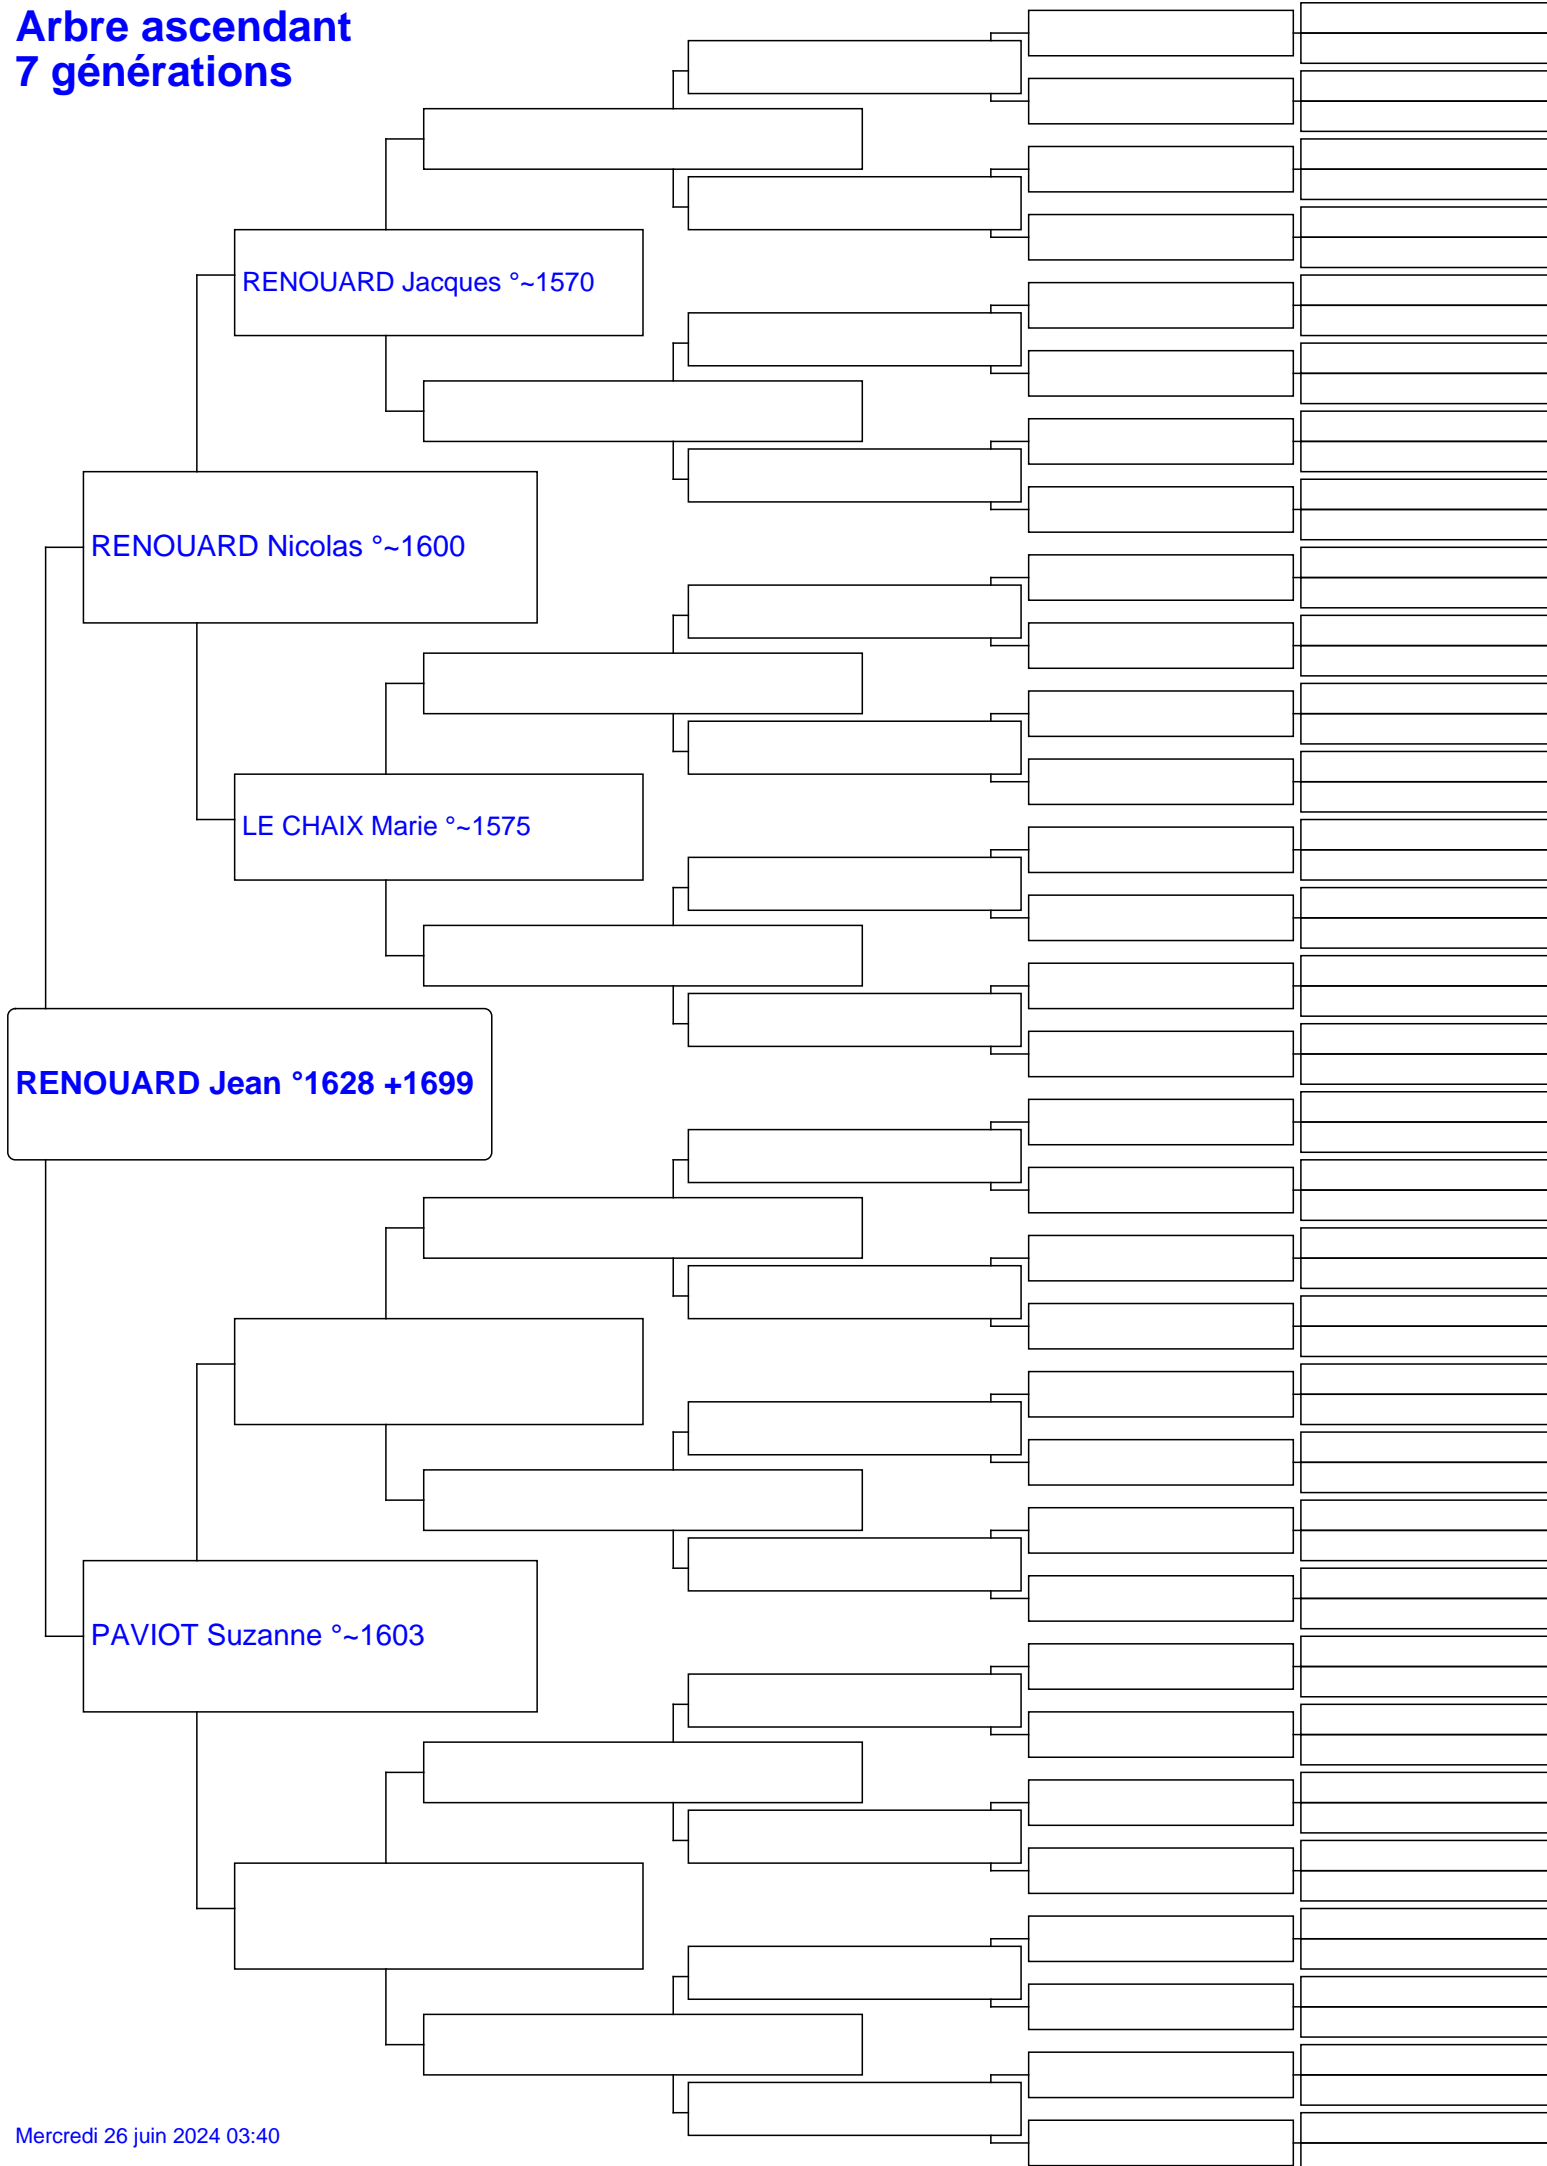 Arbre ascendant
7 générations
RENOUARD Jacques °~1570
RENOUARD Nicolas °~1600
LE CHAIX Marie °~1575
RENOUARD Jean °1628 +1699
PAVIOT Suzanne °~1603
Mercredi 26 juin 2024 03:40